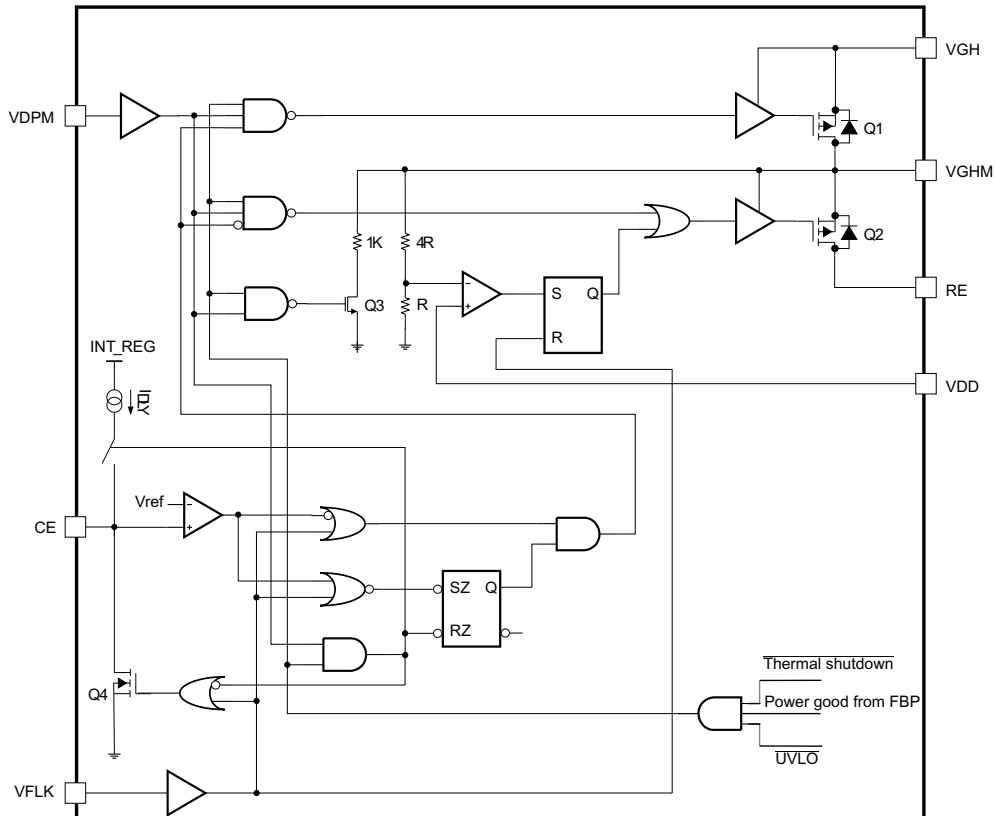 VGH
VDPM
Q1
VGHM
1K
4R
Q2
Q3
R
S
Q
RE
R
INT_REG
IDLY
VDD
Vref
CE
SZ
Q
RZ
Thermal shutdown
Q4
Power good from FBP
UVLO
VFLK